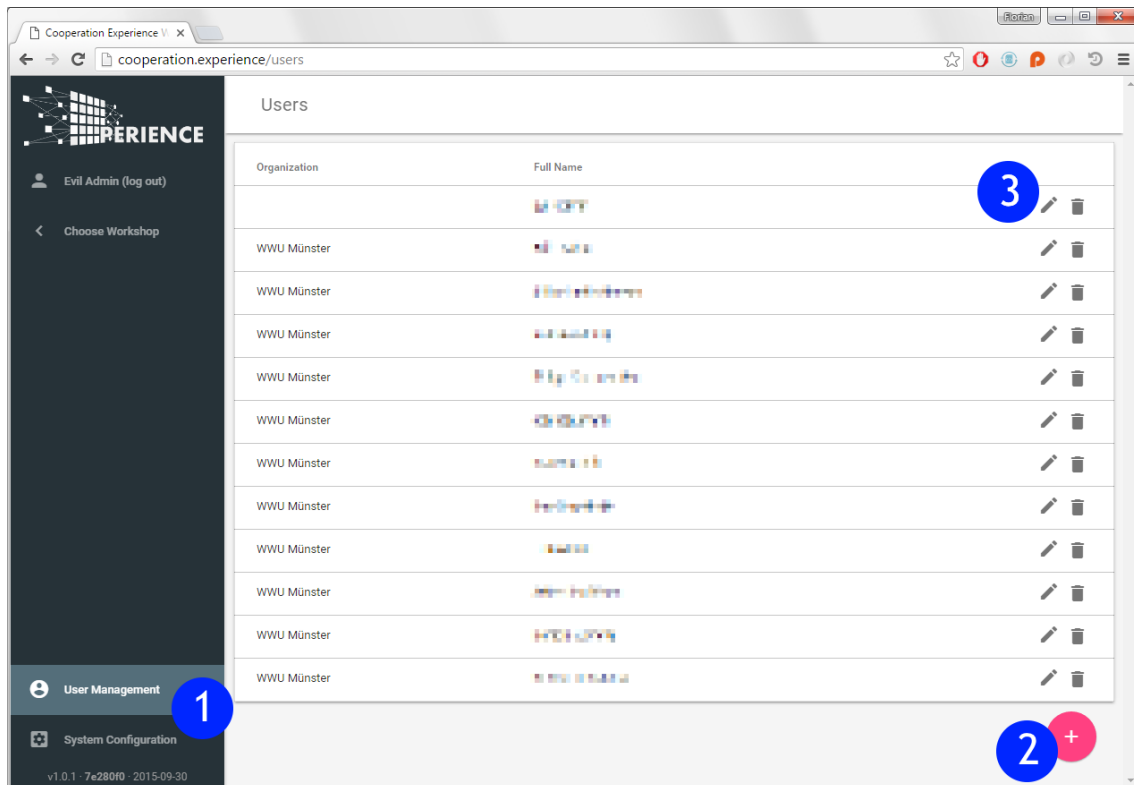 Florian
Cooperation Experience W
cooperation.experience/users
PERIENCE
Users
Evil Admin (log out)
Choose Workshop
Organization Full Name
3
WWU Münster
WWU Münster
WWU Münster
WWU Münster
WWU Münster
WWU Münster
WWU Münster
WWU Münster
WWU Münster
WWU Münster
WWU Münster
User Management
1
System Configuration
2 +
v1.0.1 · 7e280f0 · 2015-09-30